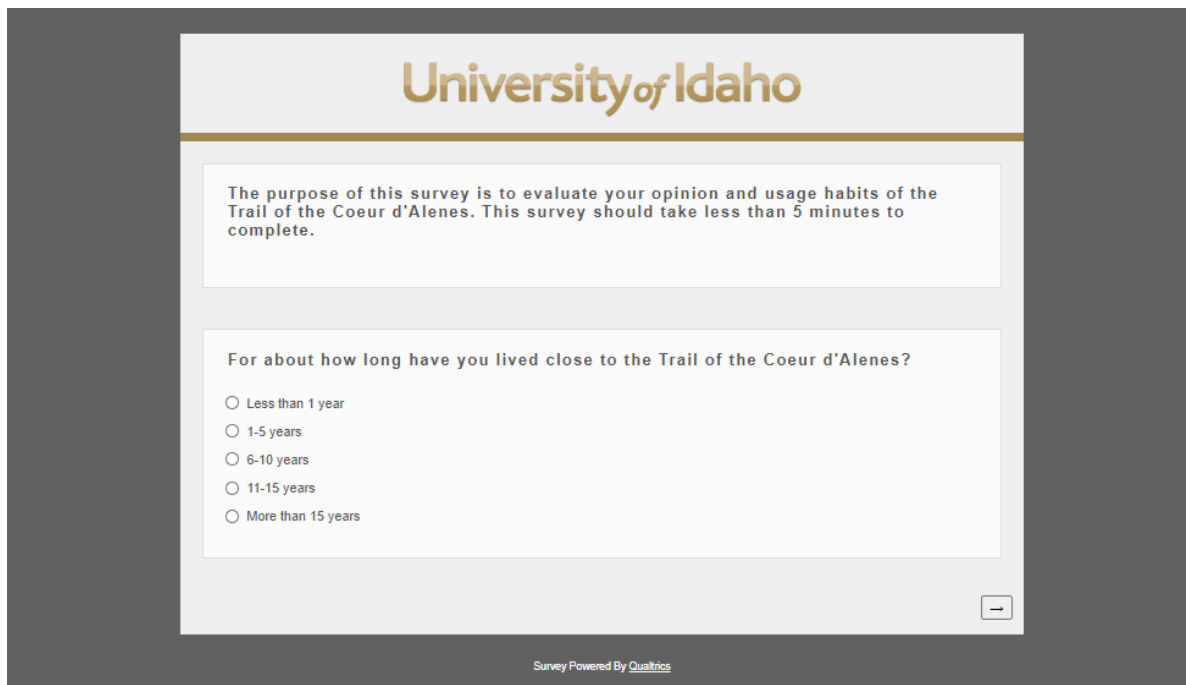 University of Idaho
The purpose of this survey is to evaluate your opinion and usage habits of the
Trail of the Coeur d'Alenes. This survey should take less than 5 minutes to
complete.
For about how long have you lived close to the Trail of the Coeur d'Alenes?
Less than 1 year
1-5 years
6-10 years
11-15 years
More than 15 years
→
Survey Powered By Qualtrics